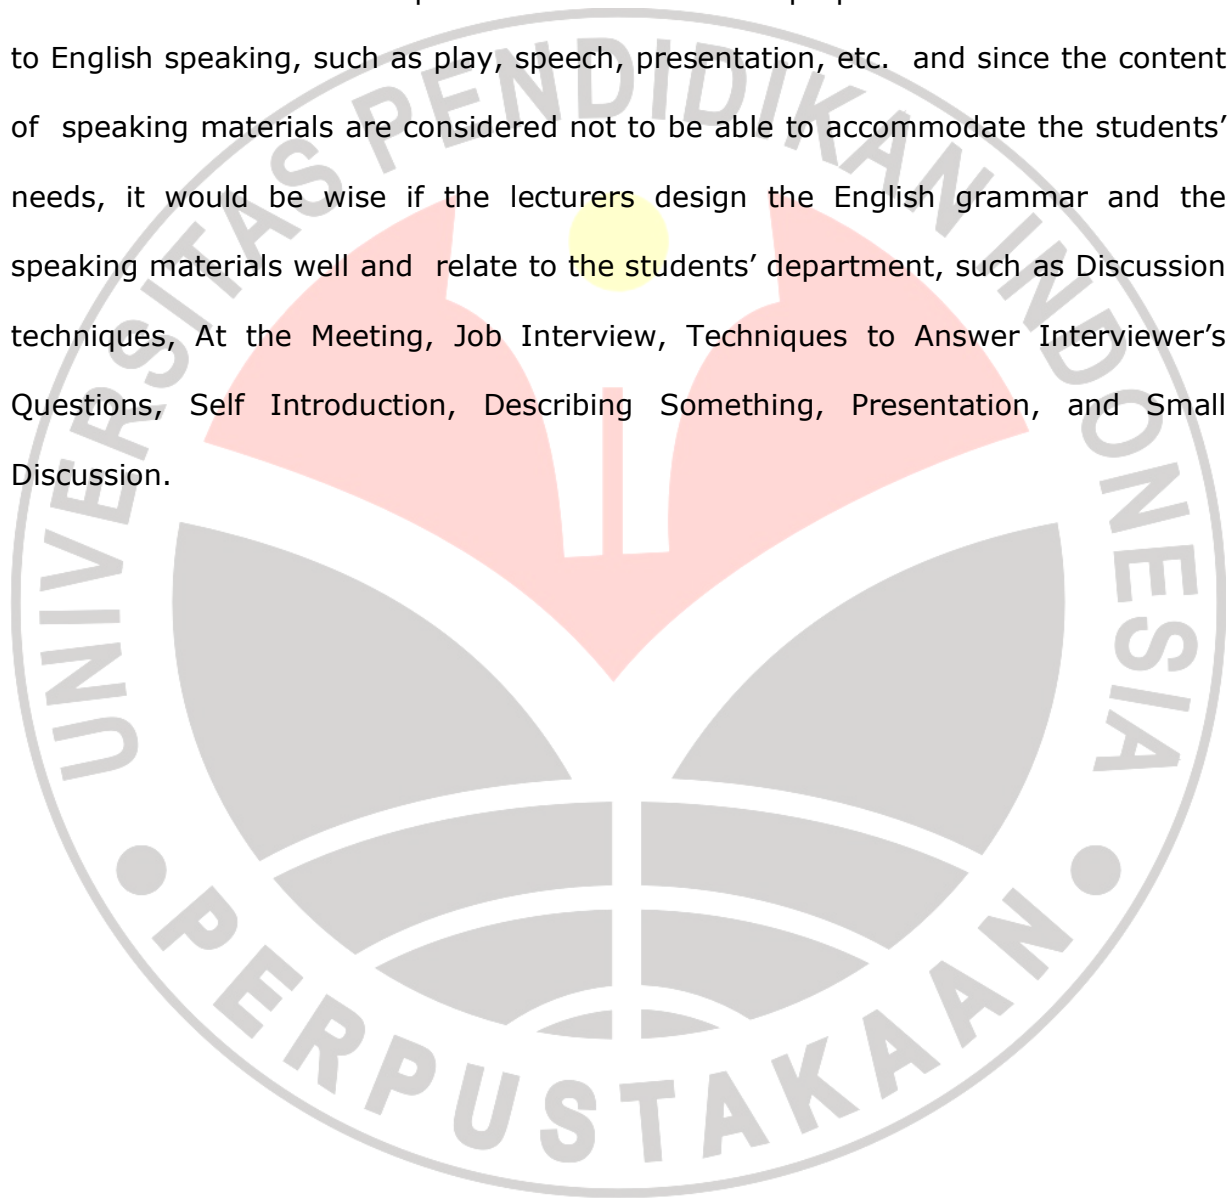 to English speaking, such as play, speech, presentation, etc. and since the content
of speaking materials are considered not to be able to accommodate the students’
needs, it would be wise if the lecturers design the English grammar and the
speaking materials well and relate to the students’ department, such as Discussion
techniques, At the Meeting, Job Interview, Techniques to Answer Interviewer’s
Questions, Self Introduction, Describing Something, Presentation, and Small
Discussion.
UNIVERSITAS PENDIDIKAN INDONESIA
PERPUSTAKAAN